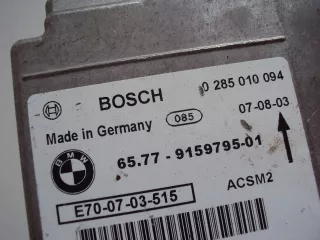 BOSCH 0 285 010 094
Made in Germany 085 07-08-03
BMW 65.77 - 9159795-01
E70-07-03-515 ACSM2